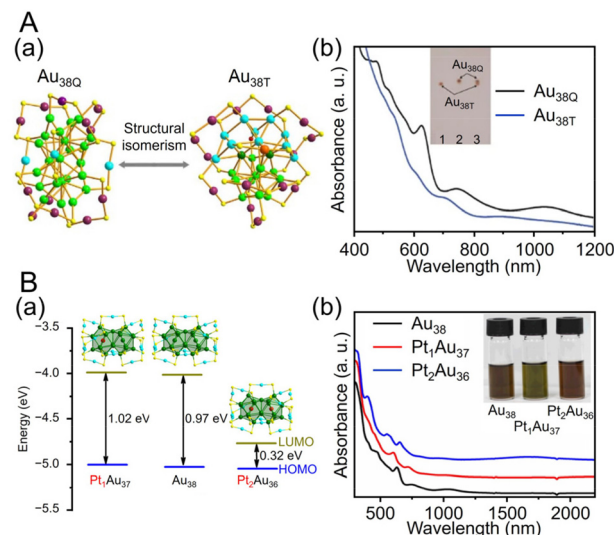 A
(a)
Au38Q
Au38T
Structural
isomerism
(b)
Absorbance (a. u.)
Au38Q
Au38T
1 2 3
Au38Q
Au38T
400 600 800 1000 1200
Wavelength (nm)
B
(a)
Energy (eV)
−3.5
−4.0
−4.5
−5.0
1.02 eV
0.97 eV
0.32 eV
LUMO
HOMO
Pt1Au37
Au38
Pt2Au36
(b)
Absorbance (a. u.)
Au38
Pt1Au37
Pt2Au36
Au38
Pt2Au36
Pt1Au37
500 1000 1500 2000
Wavelength (nm)